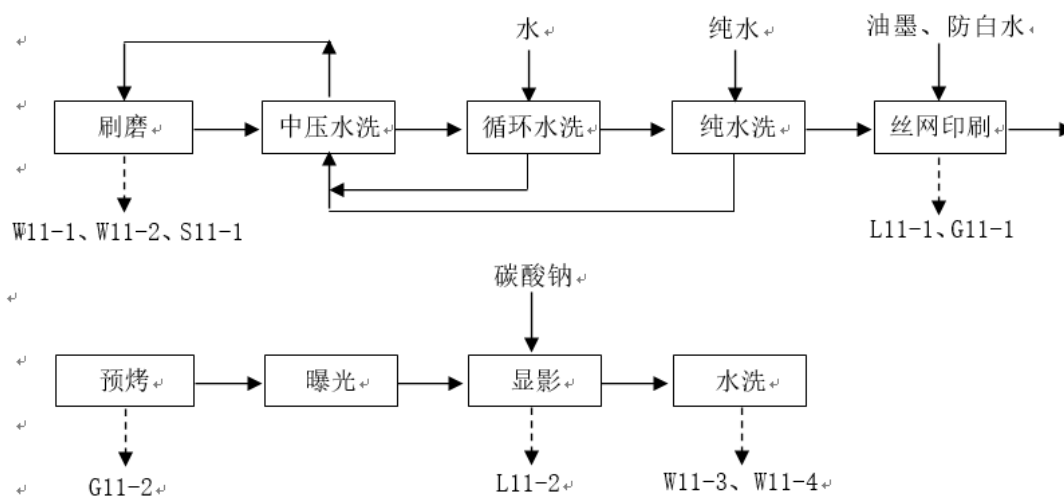 水 纯水 油墨、防白水
刷磨 中压水洗 循环水洗 纯水洗 丝网印刷
W11-1、W11-2、S11-1 L11-1、G11-1
碳酸钠
预烤 曝光 显影 水洗
G11-2 L11-2 W11-3、W11-4